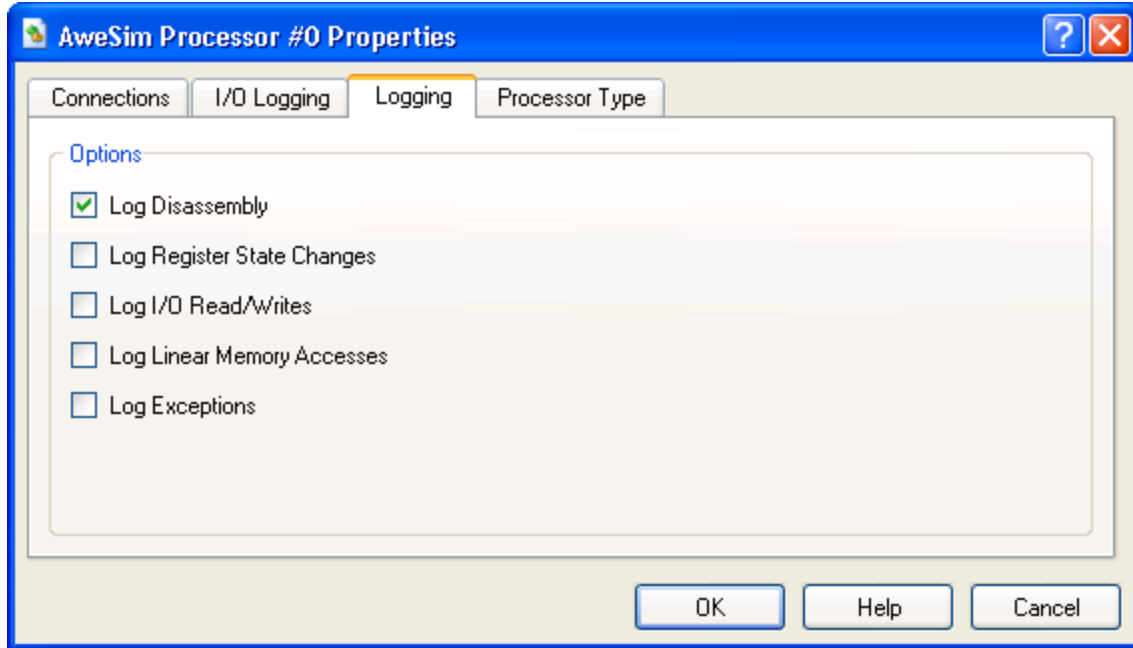 AweSim Processor #0 Properties
Connections I/O Logging Logging Processor Type
Options
Log Disassembly
Log Register State Changes
Log I/O Read/Writes
Log Linear Memory Accesses
Log Exceptions
OK Help Cancel